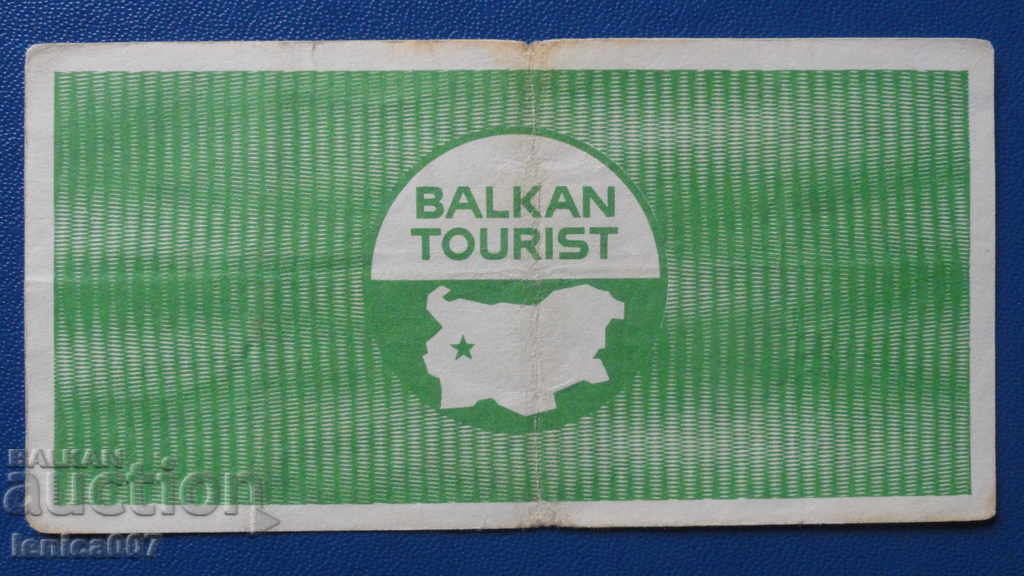 BALKAN
TOURIST
BALKAN
auction
lenica007